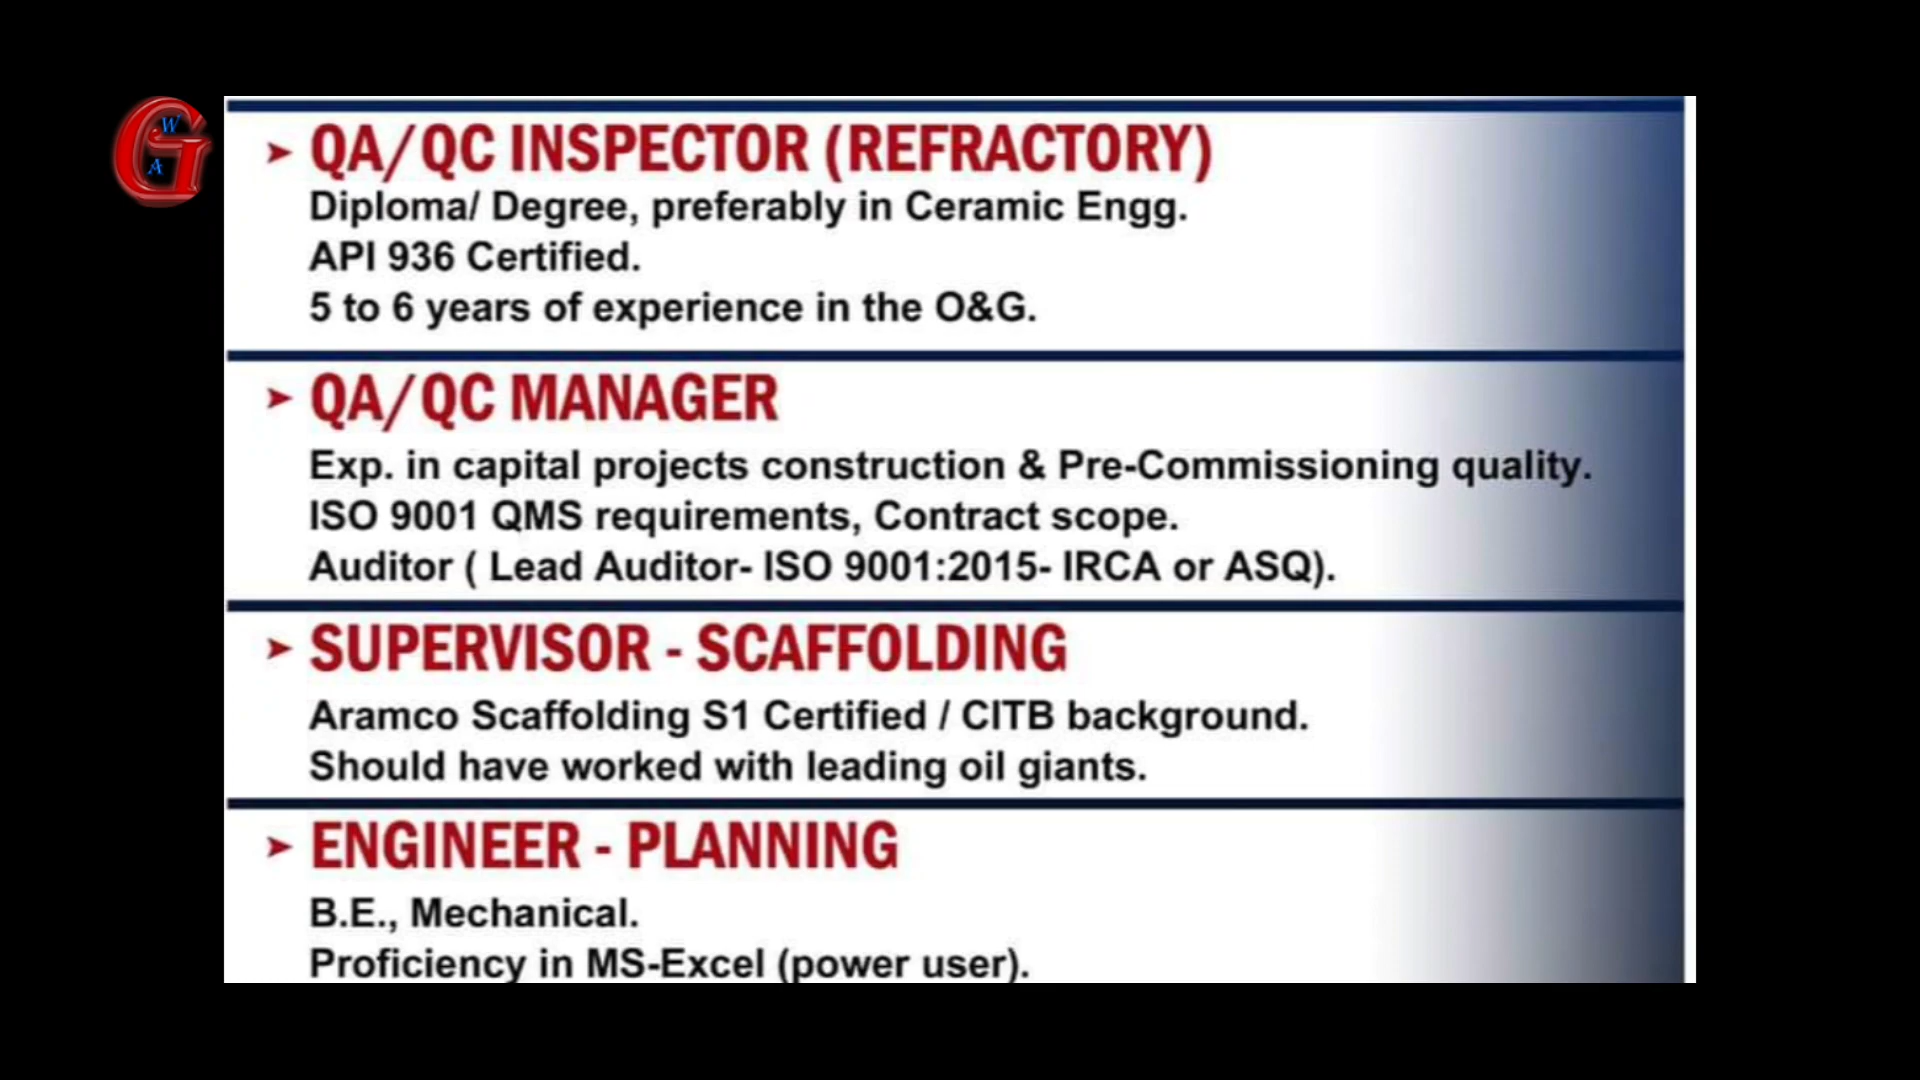 G
W
A
➤ QA/QC INSPECTOR (REFRACTORY)
Diploma/ Degree, preferably in Ceramic Engg.
API 936 Certified.
5 to 6 years of experience in the O&G.
➤ QA/QC MANAGER
Exp. in capital projects construction & Pre-Commissioning quality.
ISO 9001 QMS requirements, Contract scope.
Auditor ( Lead Auditor- ISO 9001:2015- IRCA or ASQ).
➤ SUPERVISOR - SCAFFOLDING
Aramco Scaffolding S1 Certified / CITB background.
Should have worked with leading oil giants.
➤ ENGINEER - PLANNING
B.E., Mechanical.
Proficiency in MS-Excel (power user).